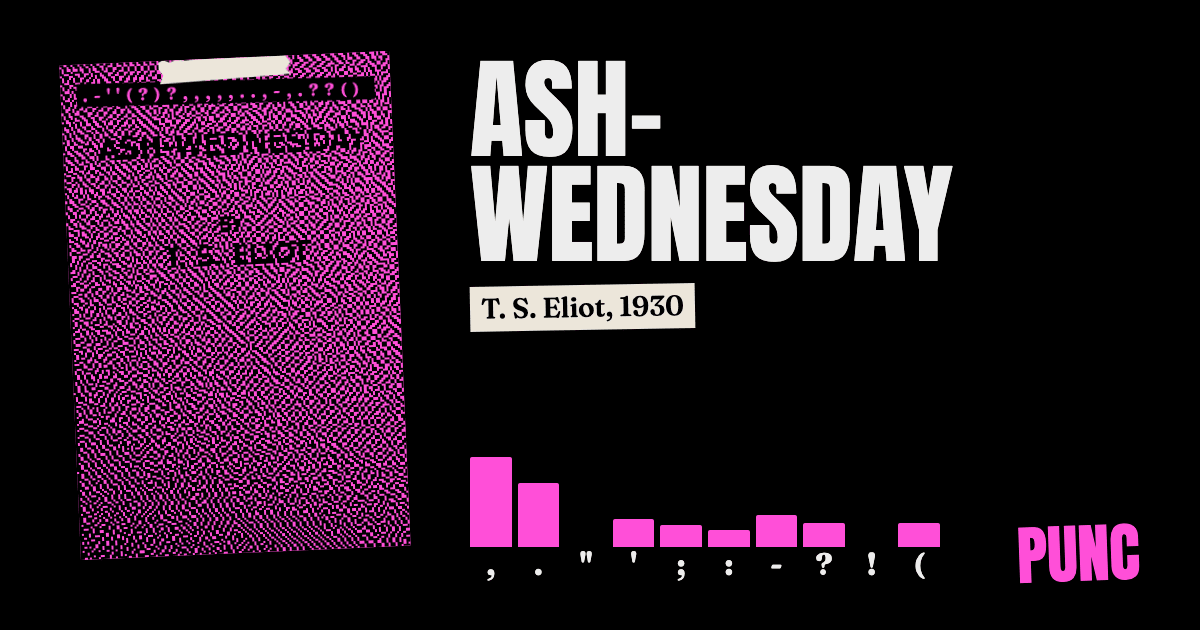 .-''(?)?,,,,,..,-,.??()
ASH-WEDNESDAY
BY
T. S. ELIOT
ASH-
WEDNESDAY
T. S. Eliot, 1930
, . " ' ; : - ? ! (
PUNC